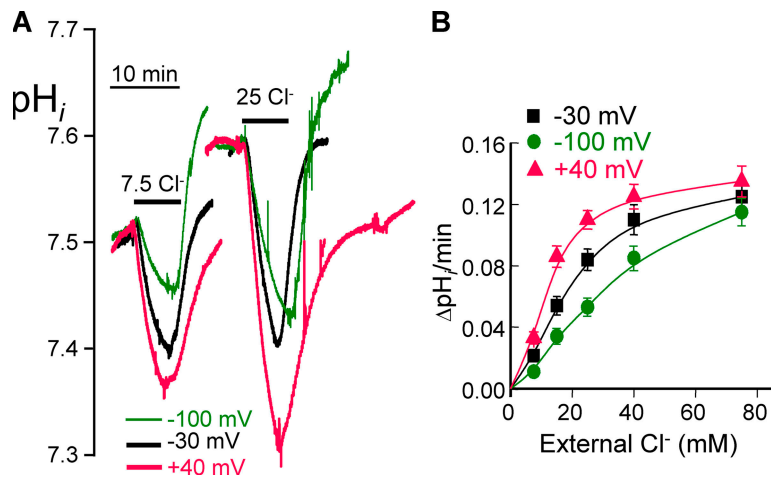 A
7.7
10 min
pHi
25 Cl-
7.6
7.5 Cl-
7.5
7.4
-100 mV
-30 mV
+40 mV
7.3
B
-30 mV
-100 mV
+40 mV
0.16
0.12
0.08
0.04
0.00
ΔpHi/min
0 20 40 60 80
External Cl- (mM)